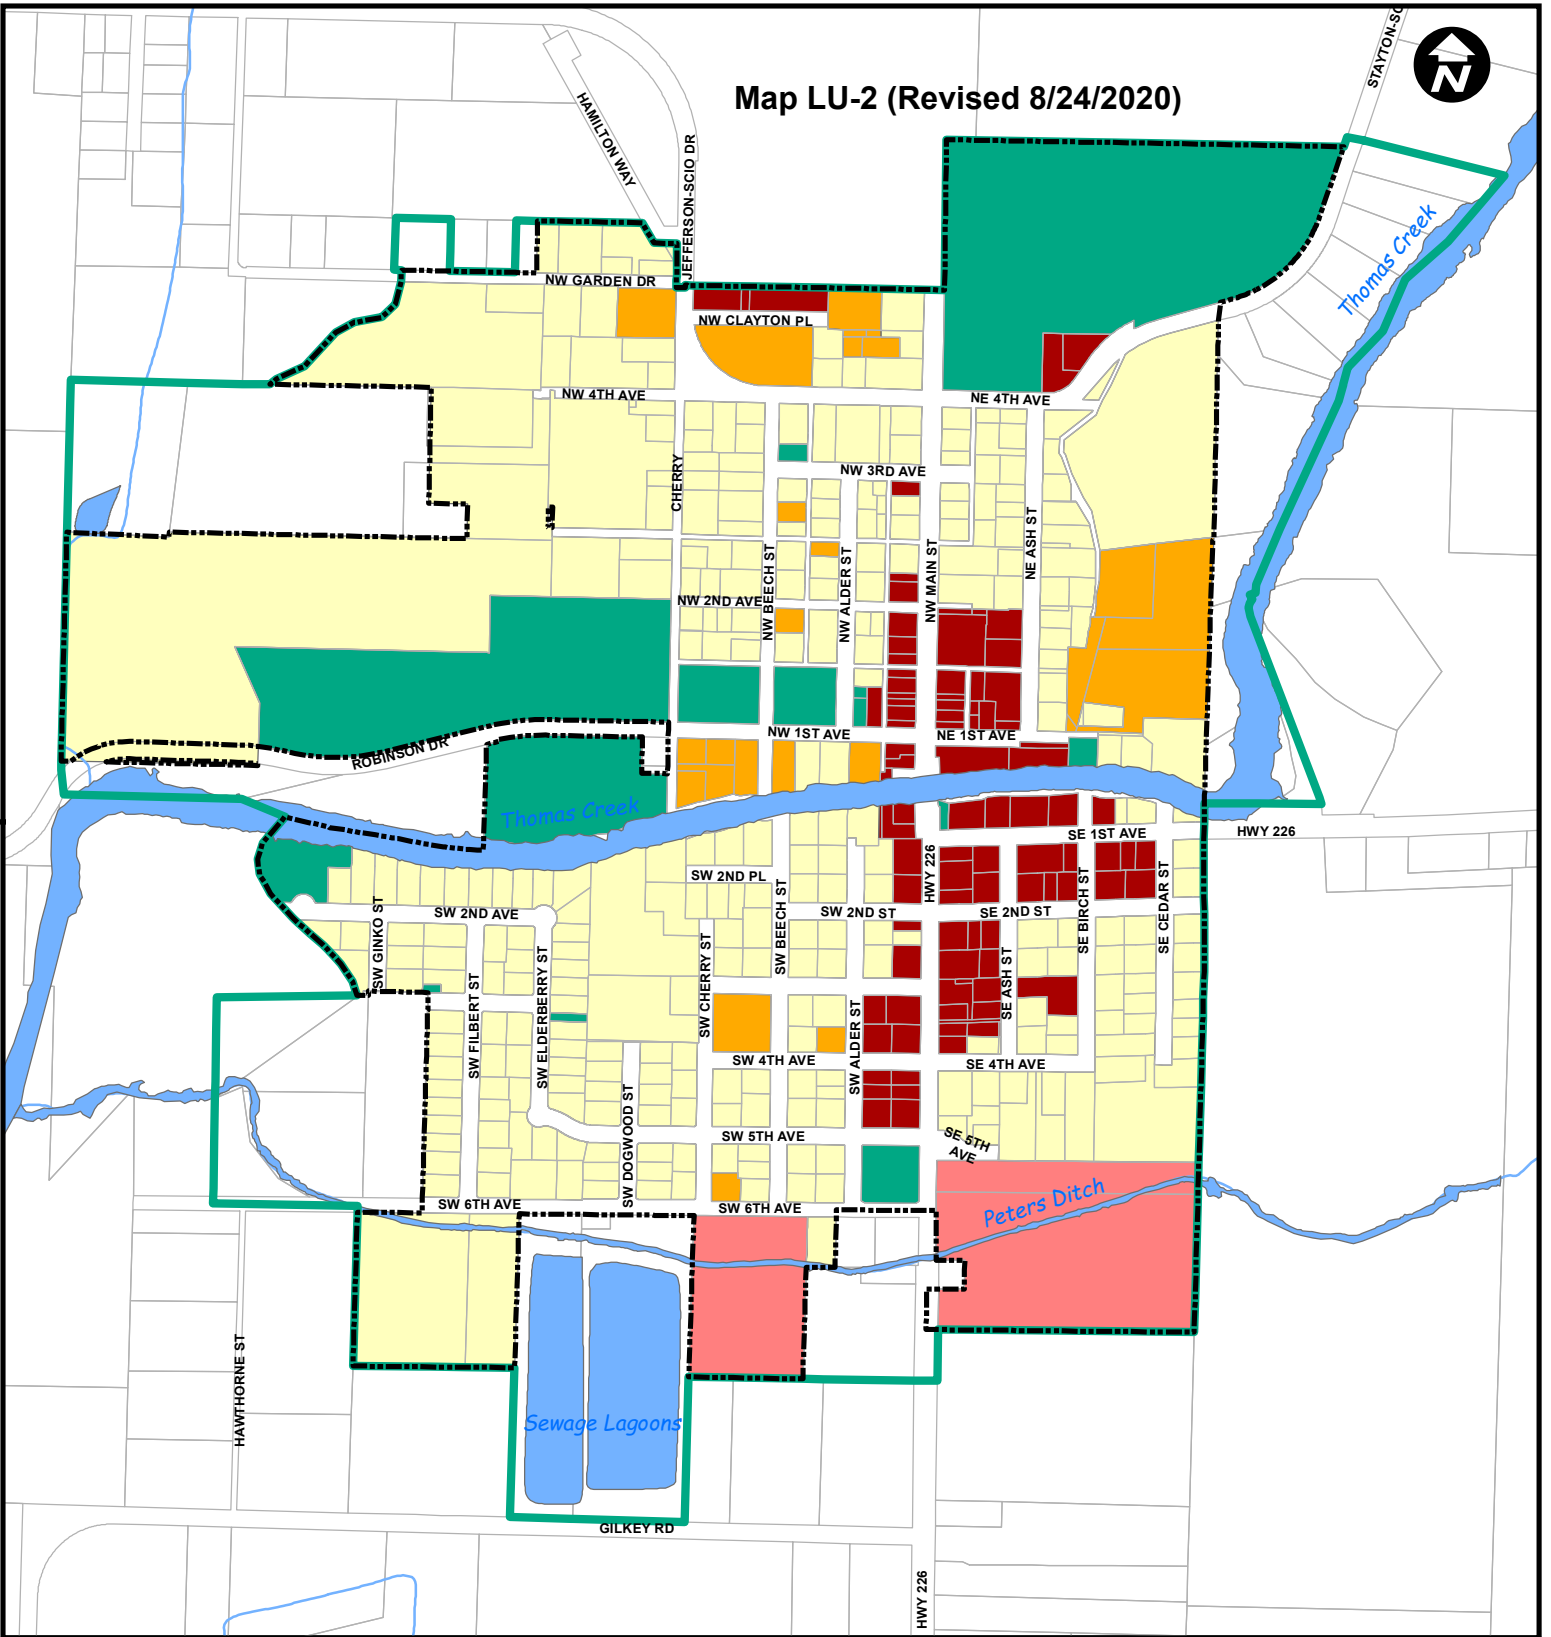 STAYTON-SC
N
Map LU-2 (Revised 8/24/2020)
HAMILTON WAY
JEFFERSON-SCIO DR
Thomas Creek
NW GARDEN DR
NW CLAYTON PL
NW 4TH AVE
NE 4TH AVE
CHERRY
NW 3RD AVE
NE ASH ST
NW BEECH ST
NW ALDER ST
NW MAIN ST
NW 2ND AVE
NW 1ST AVE
NE 1ST AVE
ROBINSON DR
Thomas Creek
SE 1ST AVE
HWY 226
HWY 226
SW 2ND PL
SW BEECH ST
SE BIRCH ST
SE CEDAR ST
SW GINKO ST
SW 2ND AVE
SW 2ND ST
SE 2ND ST
SW CHERRY ST
SE ASH ST
SW FILBERT ST
SW ELDERBERRY ST
SW ALDER ST
SW 4TH AVE
SE 4TH AVE
SW DOGWOOD ST
SW 5TH AVE
SE 5TH
AVE
SW 6TH AVE
SW 6TH AVE
Peters Ditch
HAWTHORNE ST
Sewage Lagoons
GILKEY RD
HWY 226